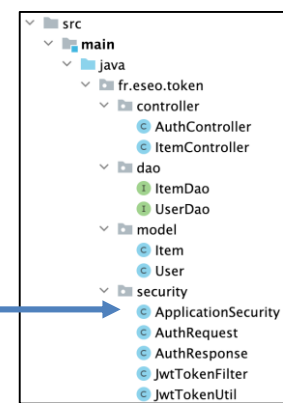 src
main
java
fr.eseo.token
controller
AuthController
ItemController
dao
ItemDao
UserDao
model
Item
User
security
ApplicationSecurity
AuthRequest
AuthResponse
JwtTokenFilter
JwtTokenUtil